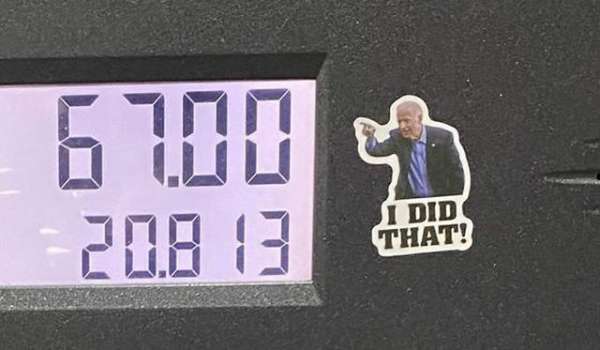 67.00
20.813
I DID
THAT!